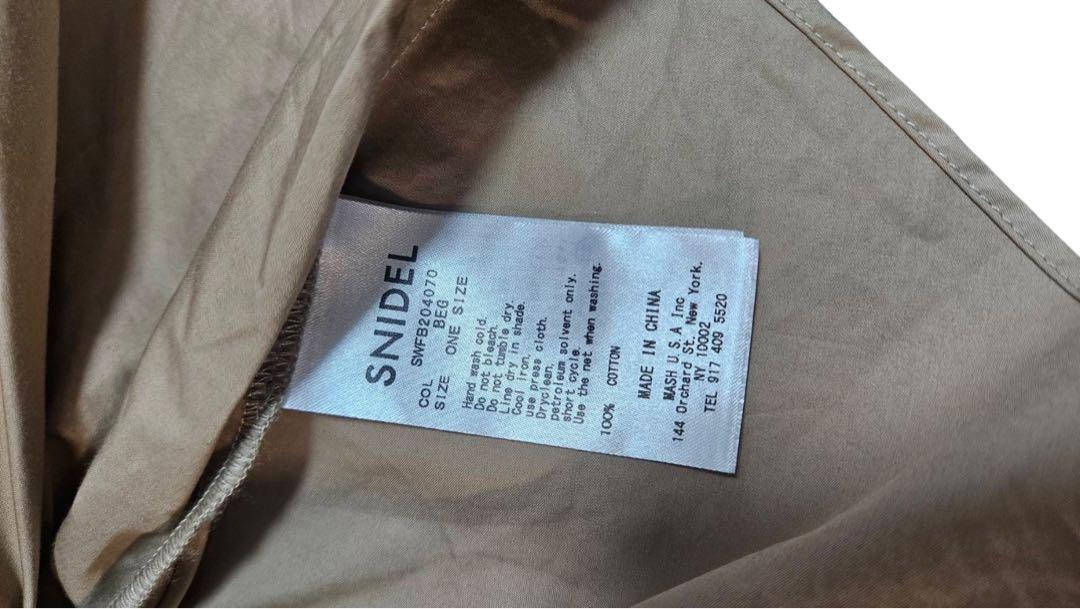 SNIDEL
SWFB204070
COL BEG
SIZE ONE SIZE
Hand wash cold.
Do not bleach.
Do not tumble dry.
Line dry in shade.
Cool iron.
use press cloth.
Dryclean.
petroleum solvent only.
short cycle.
Use the net when washing.
100% COTTON
MADE IN CHINA
MASH U.S.A Inc
144 Orchard St. New York.
NY 10002
TEL 917 409 5520